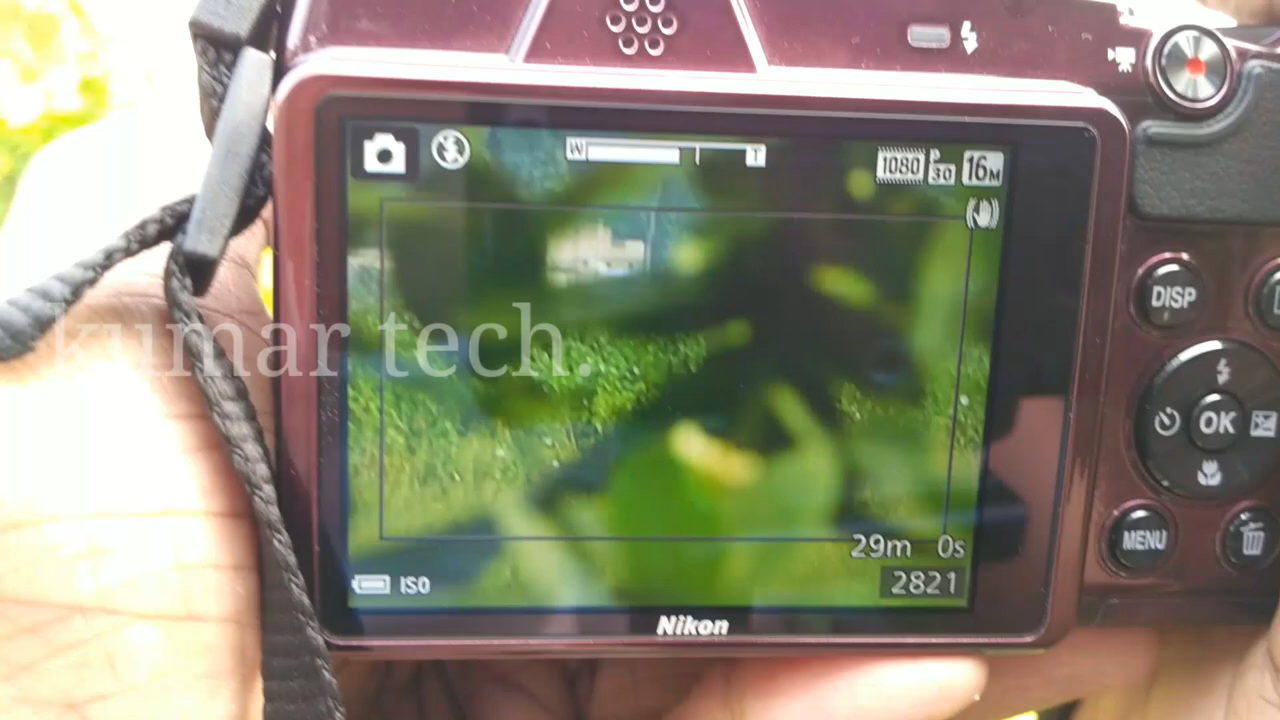 W T
1080 P 30 16M
DISP
kumar tech.
OK
MENU
29m 0s
ISO
2821
Nikon